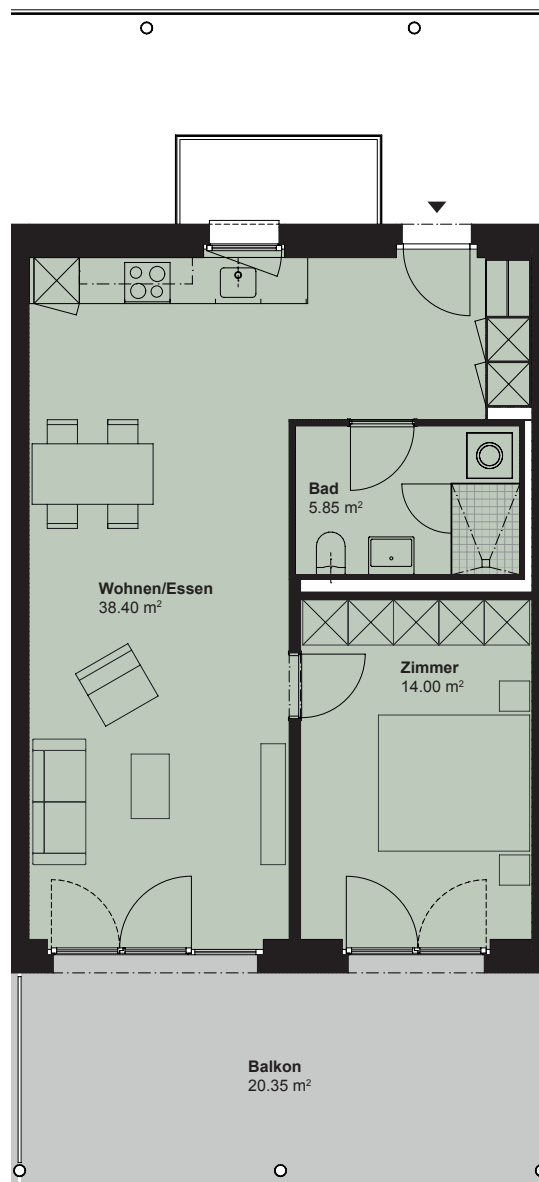 Bad
5.85 m²
Wohnen/Essen
38.40 m²
Zimmer
14.00 m²
Balkon
20.35 m²